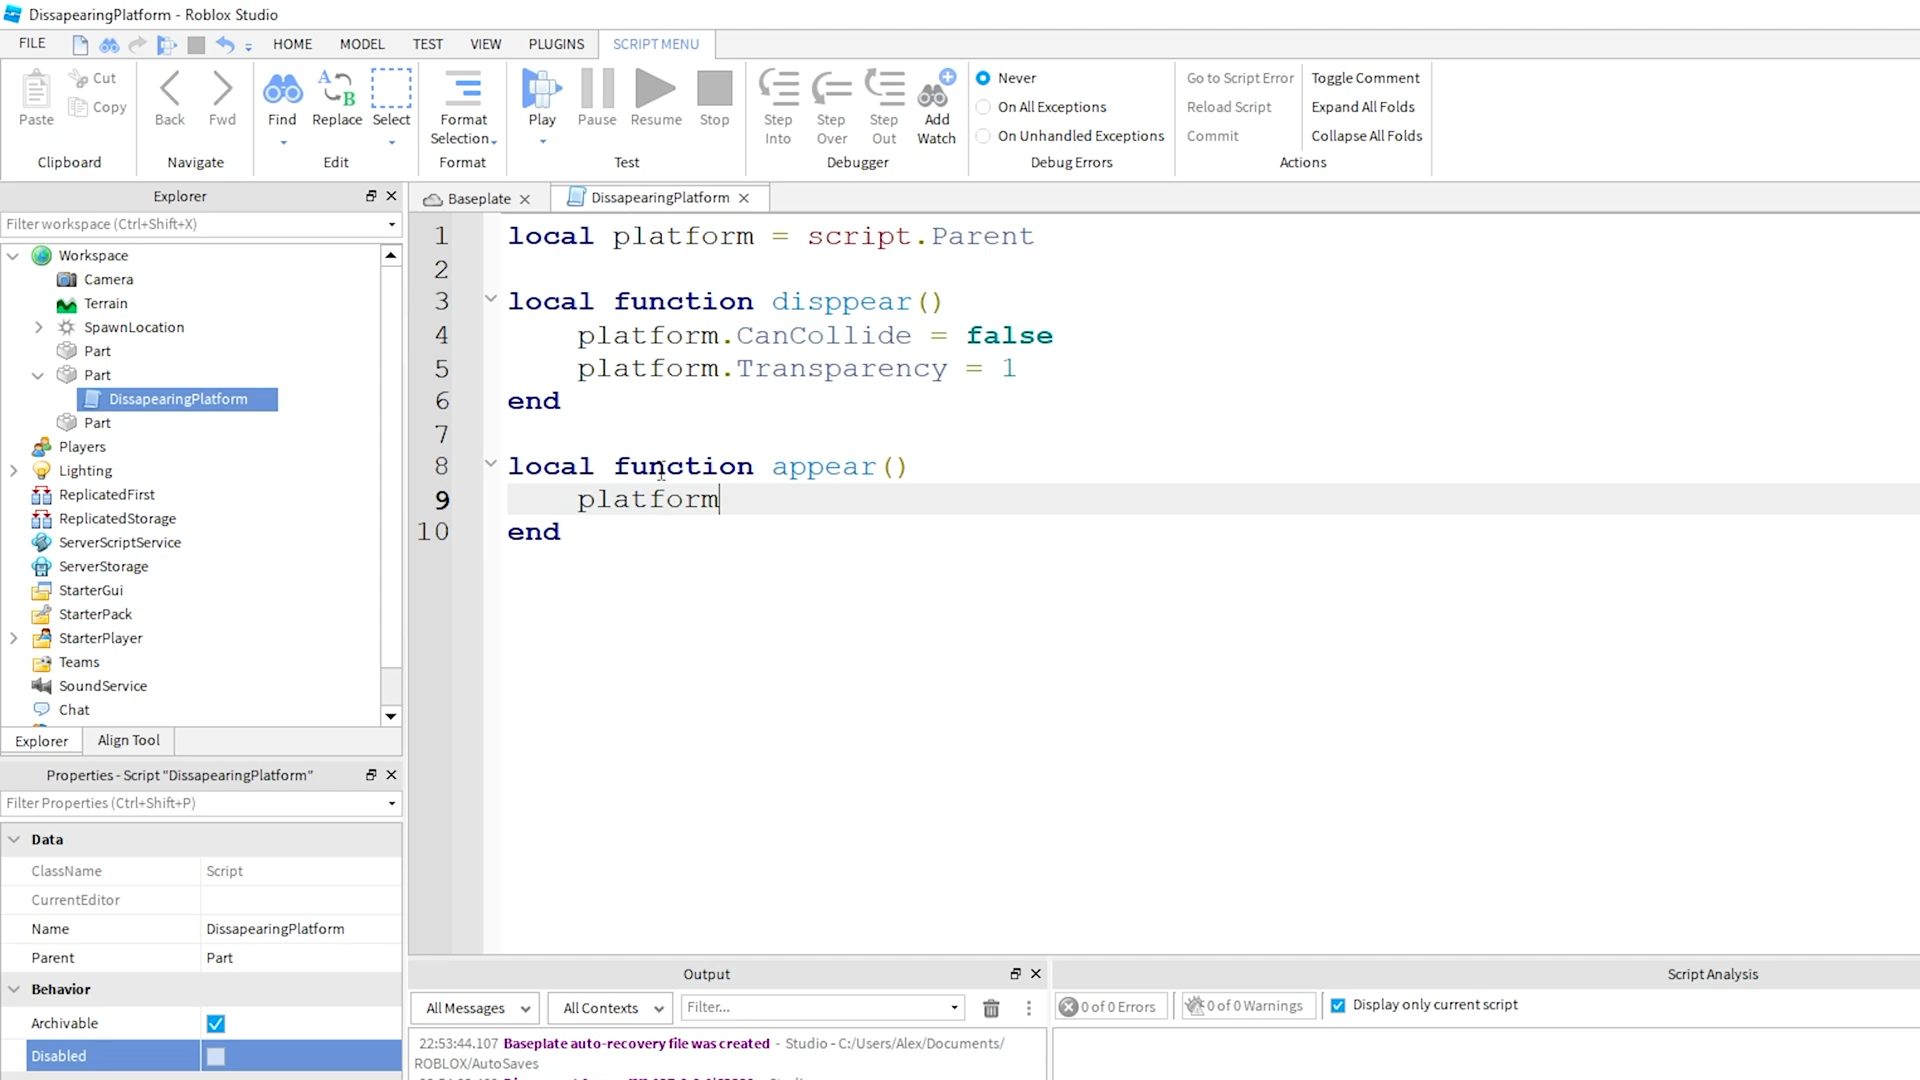 DissapearingPlatform - Roblox Studio
FILE HOME MODEL TEST VIEW PLUGINS SCRIPT MENU
Paste Cut Copy Clipboard
Back Fwd Navigate
Find Replace Select Edit
A B
Format Selection Format
Play Pause Resume Stop Test
Step Into Step Over Step Out Add Watch Debugger
Never
On All Exceptions
On Unhandled Exceptions
Debug Errors
Go to Script Error Toggle Comment
Reload Script Expand All Folds
Commit Collapse All Folds
Actions
Explorer
Filter workspace (Ctrl+Shift+X)
Workspace
Camera
Terrain
SpawnLocation
Part
Part
DissapearingPlatform
Part
Players
Lighting
ReplicatedFirst
ReplicatedStorage
ServerScriptService
ServerStorage
StarterGui
StarterPack
StarterPlayer
Teams
SoundService
Chat
Explorer Align Tool
Properties - Script "DissapearingPlatform"
Filter Properties (Ctrl+Shift+P)
Data
ClassName Script
CurrentEditor
Name DissapearingPlatform
Parent Part
Behavior
Archivable
Disabled
Baseplate DissapearingPlatform
1 local platform = script.Parent
2
3 local function disppear()
4 platform.CanCollide = false
5 platform.Transparency = 1
6 end
7
8 local function appear()
9 platform
10 end
Output
All Messages All Contexts Filter...
22:53:44.107 Baseplate auto-recovery file was created - Studio - C:/Users/Alex/Documents/
ROBLOX/AutoSaves
Script Analysis
0 of 0 Errors 0 of 0 Warnings Display only current script